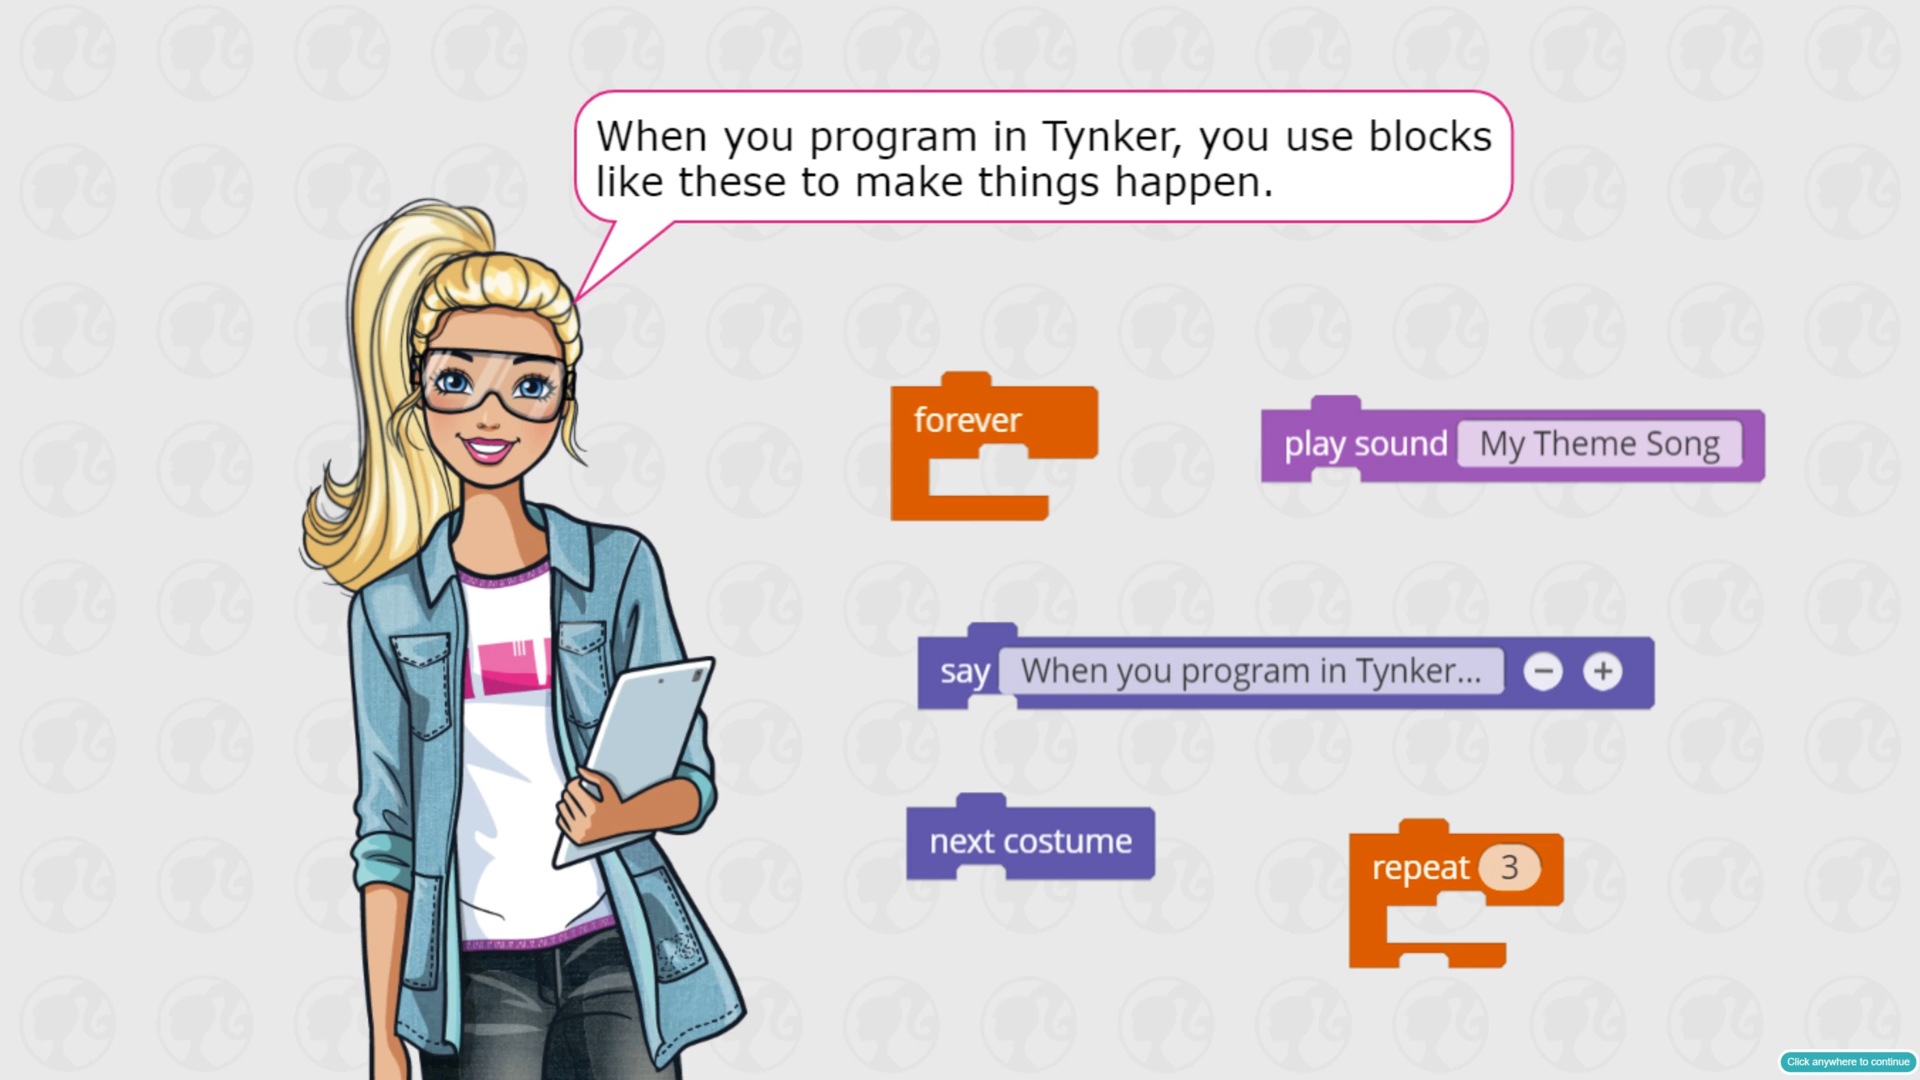 When you program in Tynker, you use blocks
like these to make things happen.
forever
play sound My Theme Song
say When you program in Tynker... − +
next costume
repeat 3
Click anywhere to continue